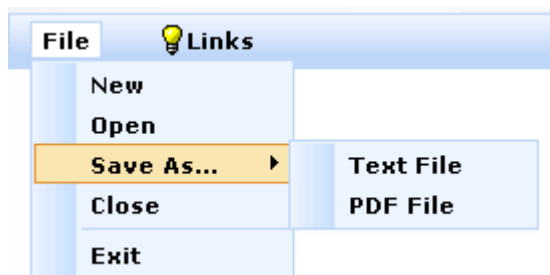 File Links
New
Open
Save As... Text File
Close PDF File
Exit